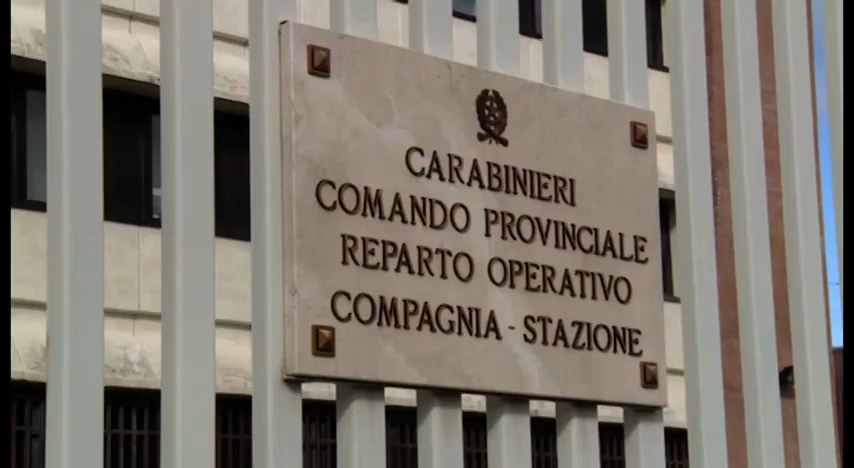 CARABINIERI
COMANDO PROVINCIALE
REPARTO OPERATIVO
COMPAGNIA - STAZIONE